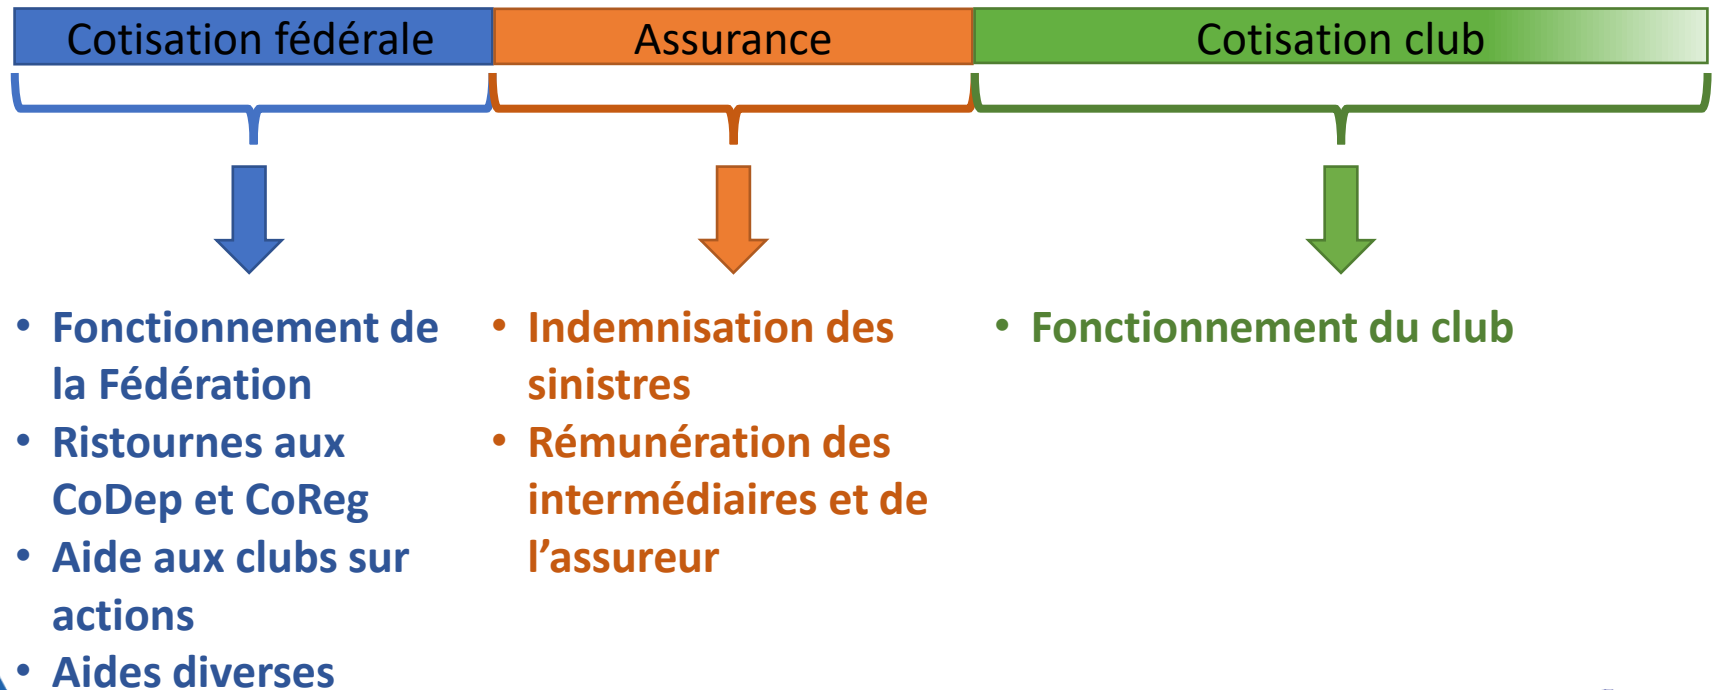 Cotisation fédérale
Assurance
Cotisation club
• Fonctionnement de
la Fédération
• Ristournes aux
CoDep et CoReg
• Aide aux clubs sur
actions
• Aides diverses
• Indemnisation des
sinistres
• Rémunération des
intermédiaires et de
l’assureur
• Fonctionnement du club